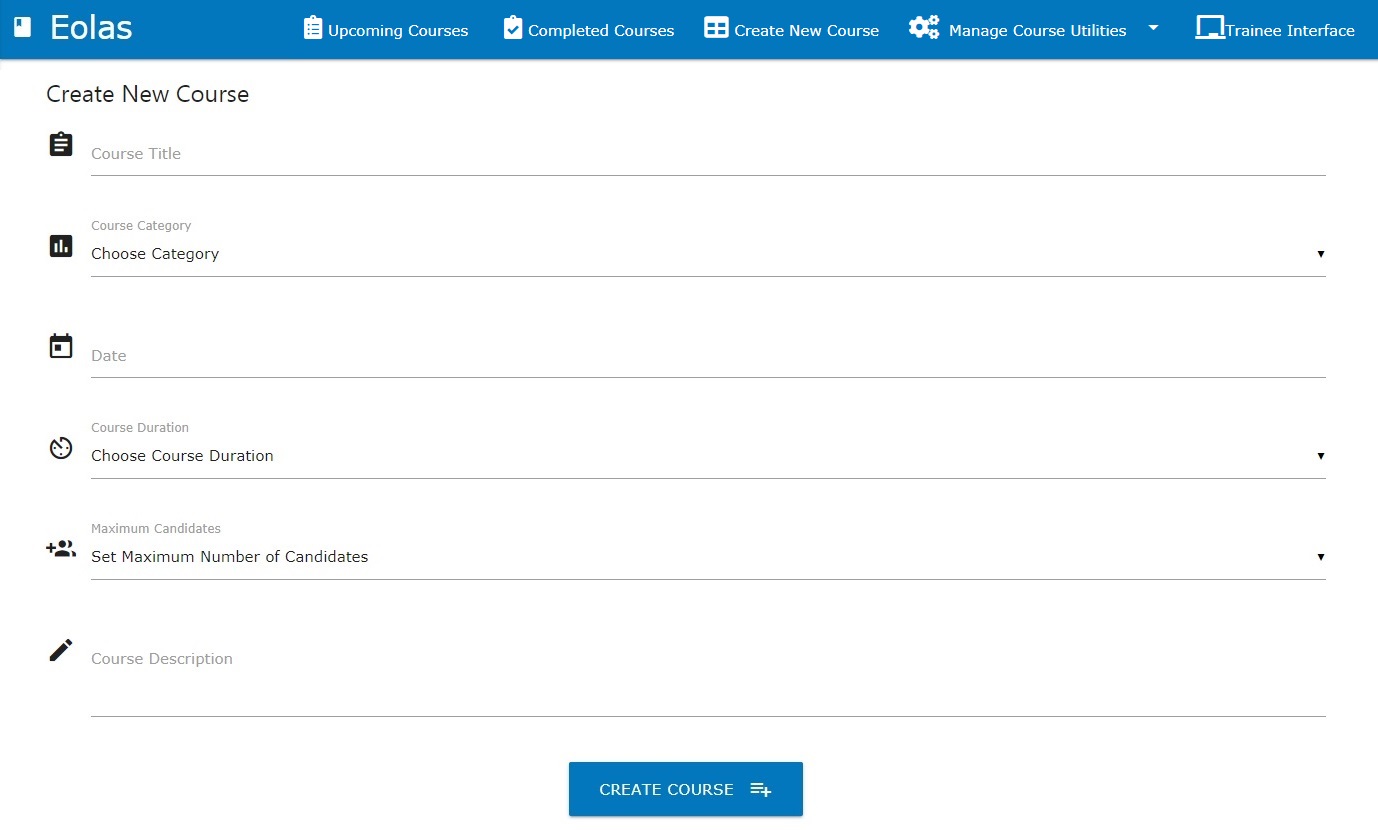 Eolas
Upcoming Courses
Completed Courses
Create New Course
Manage Course Utilities
Trainee Interface
Create New Course
Course Title
Course Category
Choose Category
Date
Course Duration
Choose Course Duration
Maximum Candidates
Set Maximum Number of Candidates
Course Description
CREATE COURSE